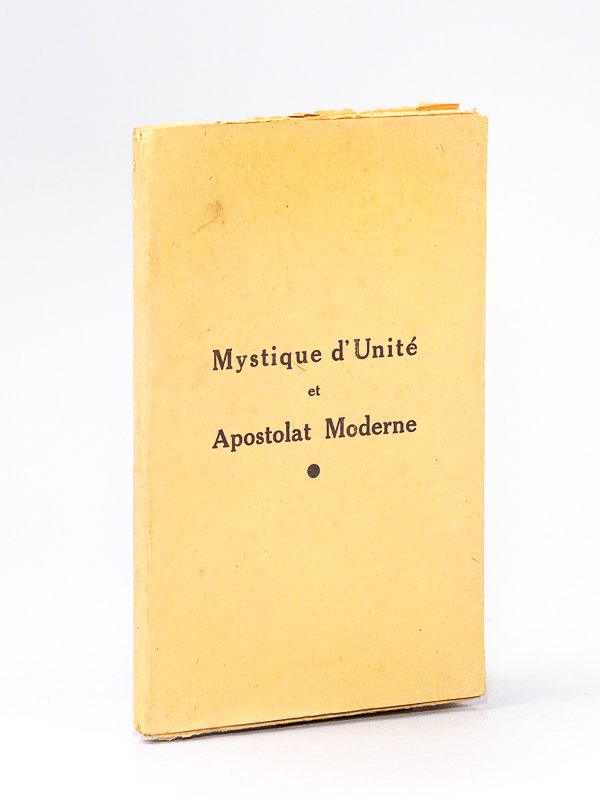 Mystique d'Unité
et
Apostolat Moderne